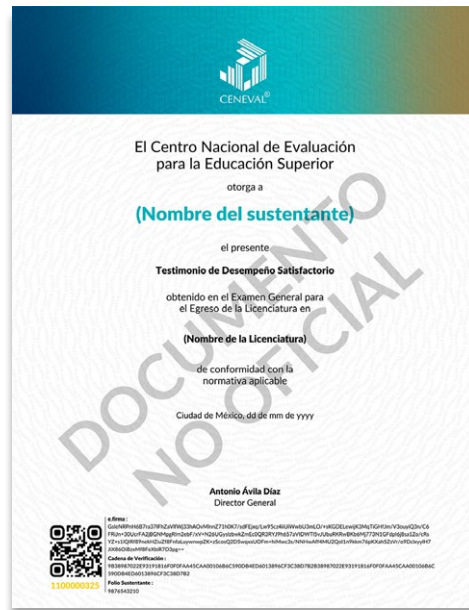 CENEVAL®
El Centro Nacional de Evaluación
para la Educación Superior
otorga a
(Nombre del sustentante)
el presente
Testimonio de Desempeño Satisfactorio
obtenido en el Examen General para
el Egreso de la Licenciatura en
(Nombre de la Licenciatura)
de conformidad con la
normativa aplicable
Ciudad de México, dd de mm de yyyy
DOCUMENTO
NO OFICIAL
Antonio Ávila Díaz
Director General
e.firma :
Cadena de Verificación :
Folio Sustentante :
9876543210
1100000325